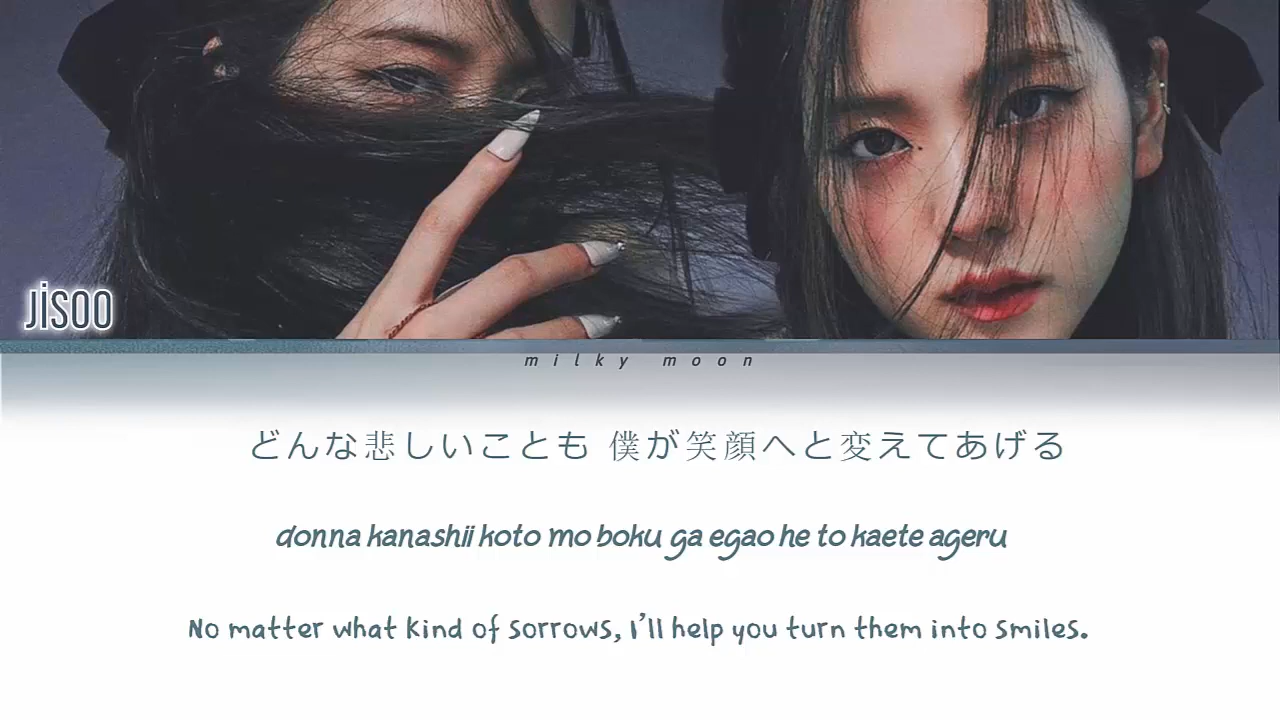 JiSOO
milky moon
どんな悲しいことも 僕が笑顔へと変えてあげる
donna kanashii koto mo boku ga egao he to kaete ageru
No matter what kind of sorrows, I'll help you turn them into smiles.